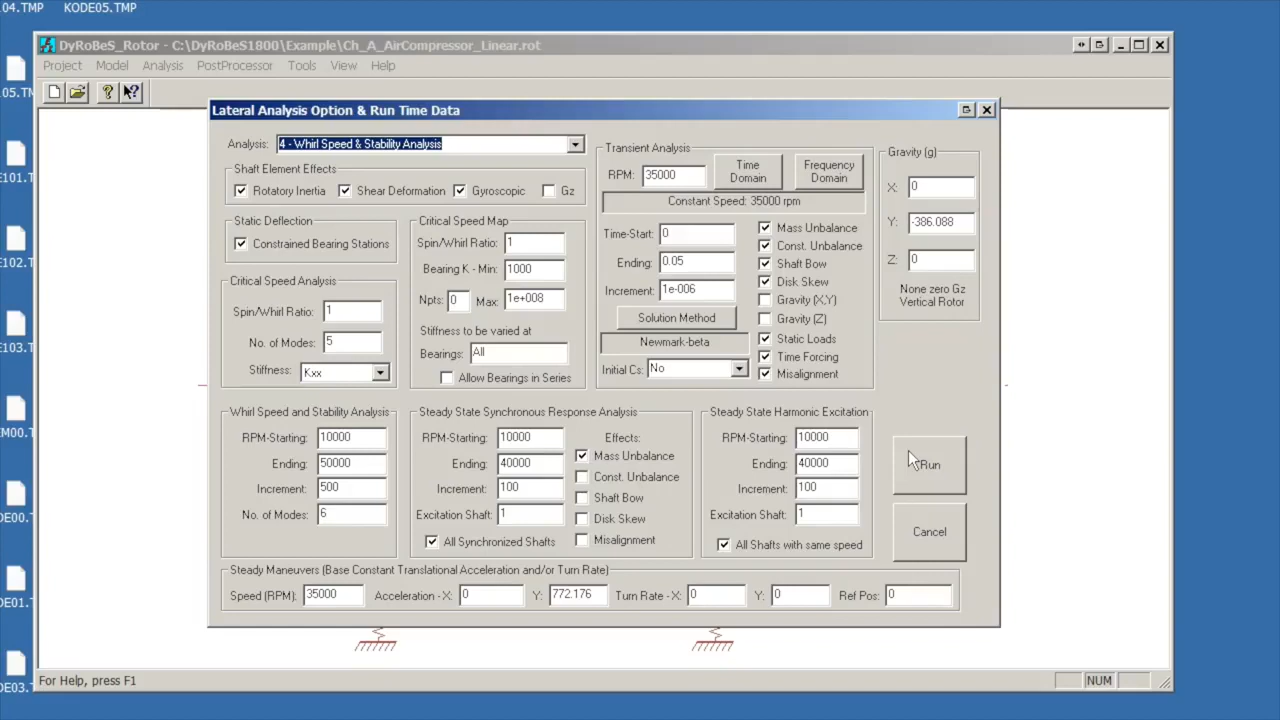 04.TMP KODE05.TMP
DyRoBeS_Rotor - C:\DyRoBeS1800\Example\Ch_A_AirCompressor_Linear.rot
Project Model Analysis PostProcessor Tools View Help
Lateral Analysis Option & Run Time Data
Analysis: 4 - Whirl Speed & Stability Analysis
Shaft Element Effects
Rotatory Inertia Shear Deformation Gyroscopic Gz
Static Deflection
Constrained Bearing Stations
Critical Speed Analysis
Spin/Whirl Ratio: 1
No. of Modes: 5
Stiffness: Kxx
Critical Speed Map
Spin/Whirl Ratio: 1
Bearing K - Min: 1000
Npts: 0 Max: 1e+008
Stiffness to be varied at
Bearings: All
Allow Bearings in Series
Transient Analysis
RPM: 35000
Time Domain
Frequency Domain
Constant Speed: 35000 rpm
Time-Start: 0
Ending: 0.05
Increment: 1e-006
Solution Method
Newmark-beta
Initial Cs: No
Mass Unbalance
Const. Unbalance
Shaft Bow
Disk Skew
Gravity (X,Y)
Gravity (Z)
Static Loads
Time Forcing
Misalignment
Gravity (g)
X: 0
Y: -386.088
Z: 0
None zero Gz
Vertical Rotor
Whirl Speed and Stability Analysis
RPM-Starting: 10000
Ending: 50000
Increment: 500
No. of Modes: 6
Steady State Synchronous Response Analysis
RPM-Starting: 10000
Ending: 40000
Increment: 100
Excitation Shaft: 1
All Synchronized Shafts
Effects:
Mass Unbalance
Const. Unbalance
Shaft Bow
Disk Skew
Misalignment
Steady State Harmonic Excitation
RPM-Starting: 10000
Ending: 40000
Increment: 100
Excitation Shaft: 1
All Shafts with same speed
Run
Cancel
Steady Maneuvers (Base Constant Translational Acceleration and/or Turn Rate)
Speed (RPM): 35000 Acceleration - X: 0 Y: 772.176 Turn Rate - X: 0 Y: 0 Ref Pos: 0
For Help, press F1
NUM